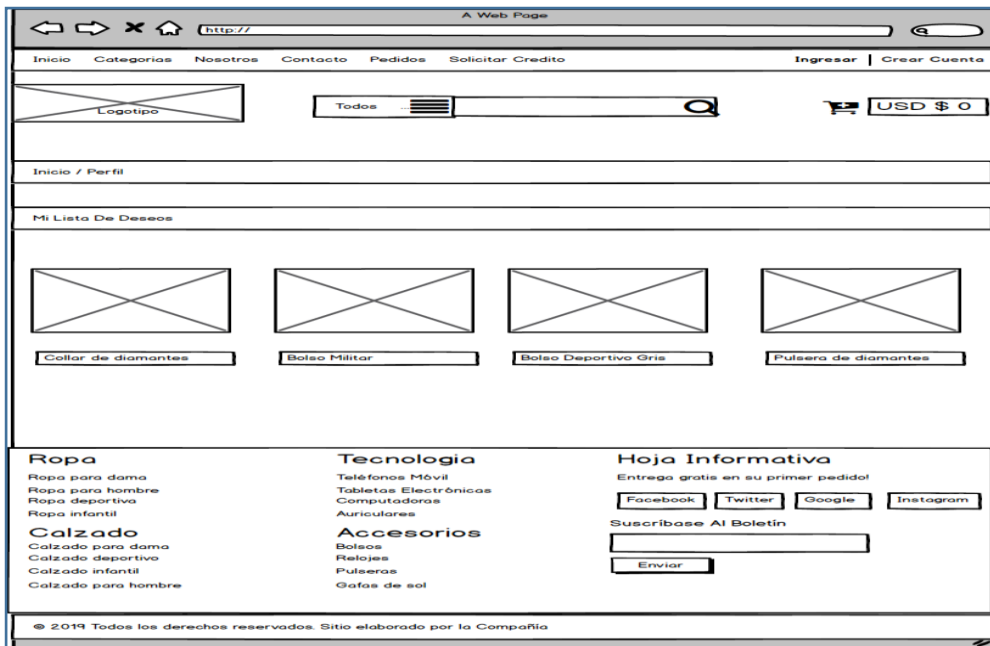 A Web Page
http://
Inicio Categorias Nosotros Contacto Pedidos Solicitar Credito Ingresar Crear Cuenta
Logotipo
Todos
USD $ 0
Inicio / Perfil
Mi Lista De Deseos
Collar de diamantes
Bolso Militar
Bolso Deportivo Gris
Pulsera de diamantes
Ropa
Ropa para dama
Ropa para hombre
Ropa deportiva
Ropa infantil
Calzado
Calzado para dama
Calzado deportivo
Calzado infantil
Calzado para hombre
Tecnologia
Teléfonos Móvil
Tabletas Electrónicas
Computadoras
Auriculares
Accesorios
Bolsos
Relojes
Pulseras
Gafas de sol
Hoja Informativa
Entrega gratis en su primer pedido!
Facebook Twitter Google Instagram
Suscríbase Al Boletín
Enviar
© 2019 Todos los derechos reservados. Sitio elaborado por la Compañia